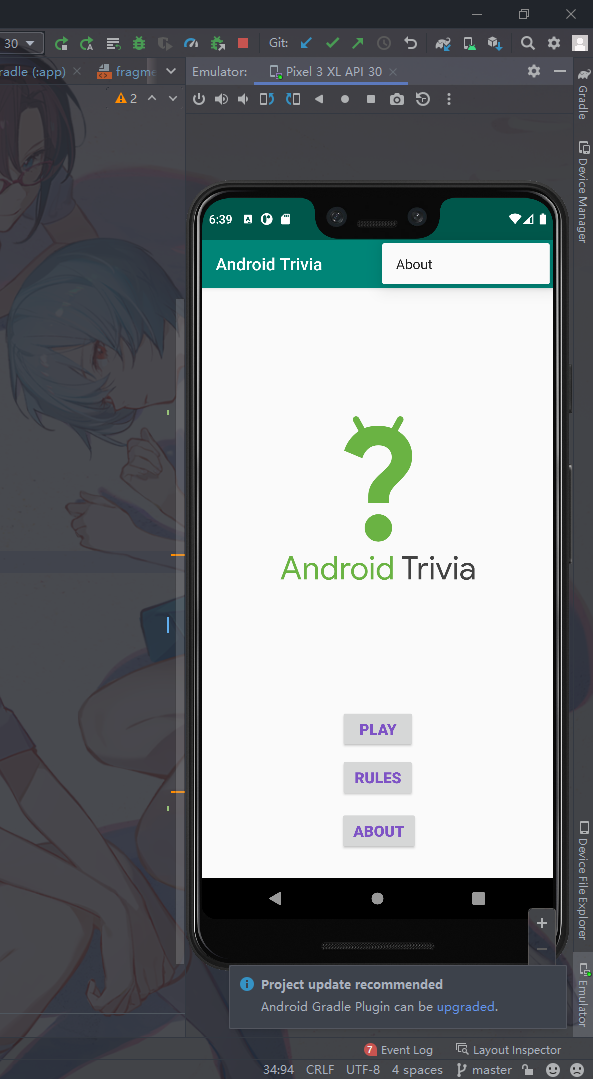 30
Git:
radle (:app)
fragm
Emulator:
Pixel 3 XL API 30
2
Gradle
Device Manager
6:39
Android Trivia
About
Android Trivia
PLAY
RULES
ABOUT
Device File Explorer
Emulator
Project update recommended
Android Gradle Plugin can be upgraded.
7 Event Log
Layout Inspector
34:94 CRLF UTF-8 4 spaces master